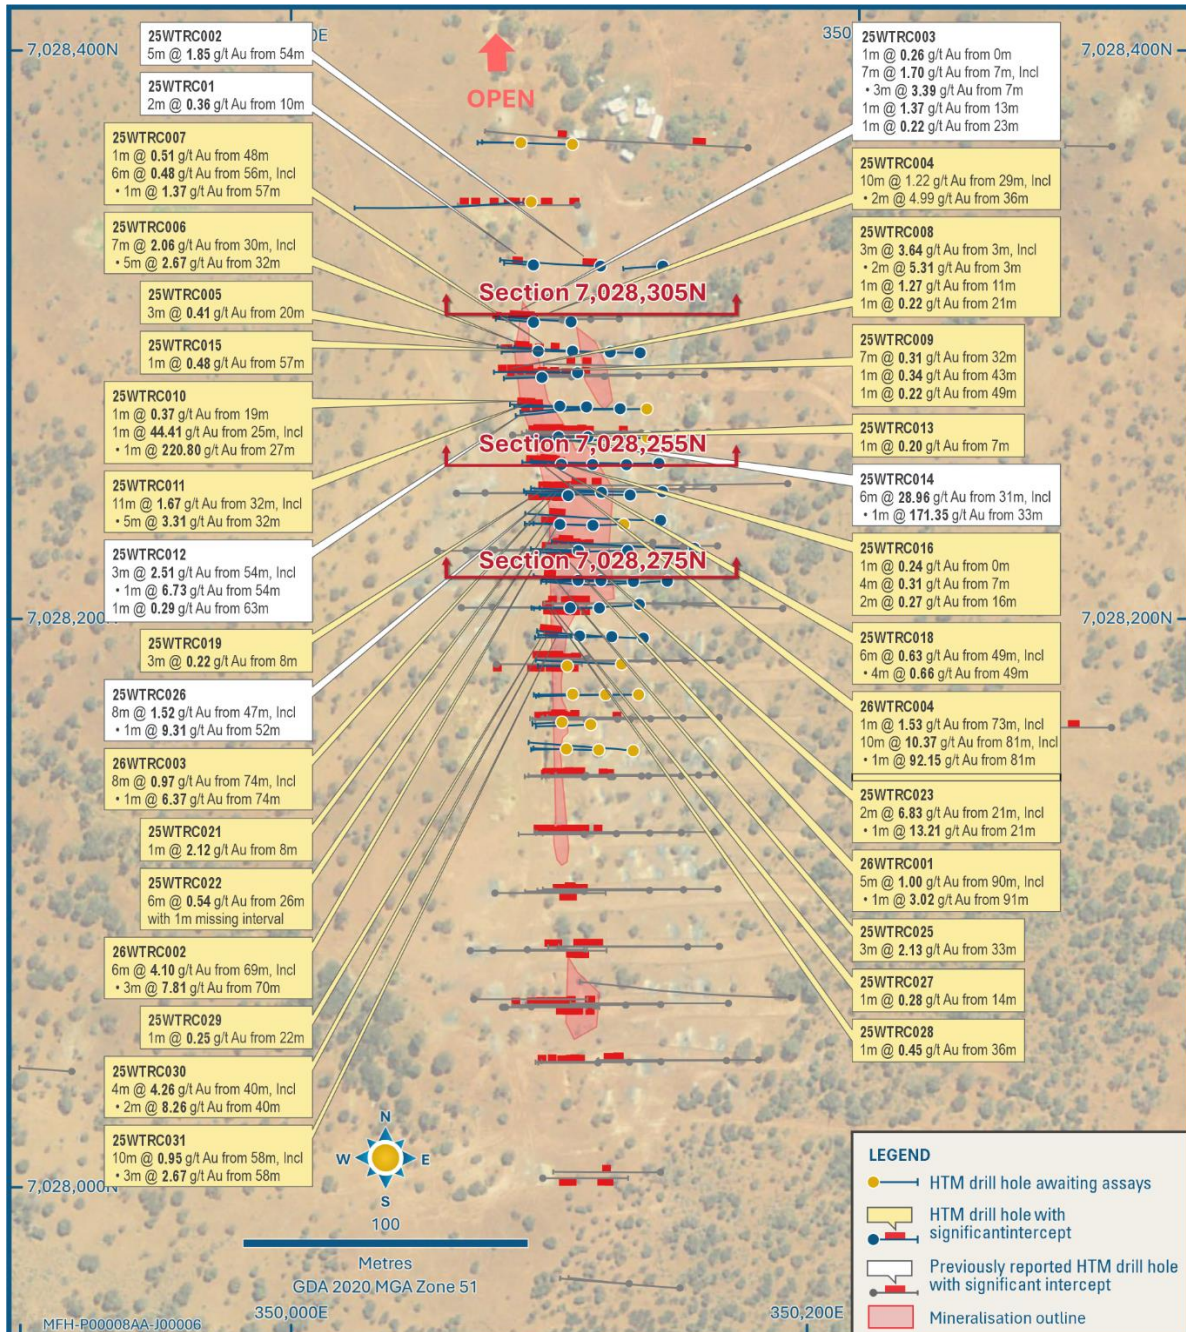 7,028,400N
E
350,
7,028,400N
OPEN
25WTRC002
5m @ 1.85 g/t Au from 54m
25WTRC01
2m @ 0.36 g/t Au from 10m
25WTRC007
1m @ 0.51 g/t Au from 48m
6m @ 0.48 g/t Au from 56m, Incl
• 1m @ 1.37 g/t Au from 57m
25WTRC006
7m @ 2.06 g/t Au from 30m, Incl
• 5m @ 2.67 g/t Au from 32m
25WTRC005
3m @ 0.41 g/t Au from 20m
25WTRC015
1m @ 0.48 g/t Au from 57m
25WTRC010
1m @ 0.37 g/t Au from 19m
1m @ 44.41 g/t Au from 25m, Incl
• 1m @ 220.80 g/t Au from 27m
25WTRC011
11m @ 1.67 g/t Au from 32m, Incl
• 5m @ 3.31 g/t Au from 32m
25WTRC012
3m @ 2.51 g/t Au from 54m, Incl
• 1m @ 6.73 g/t Au from 54m
1m @ 0.29 g/t Au from 63m
7,028,200N
25WTRC019
3m @ 0.22 g/t Au from 8m
25WTRC026
8m @ 1.52 g/t Au from 47m, Incl
• 1m @ 9.31 g/t Au from 52m
26WTRC003
8m @ 0.97 g/t Au from 74m, Incl
• 1m @ 6.37 g/t Au from 74m
25WTRC021
1m @ 2.12 g/t Au from 8m
25WTRC022
6m @ 0.54 g/t Au from 26m
with 1m missing interval
26WTRC002
6m @ 4.10 g/t Au from 69m, Incl
• 3m @ 7.81 g/t Au from 70m
25WTRC029
1m @ 0.25 g/t Au from 22m
25WTRC030
4m @ 4.26 g/t Au from 40m, Incl
• 2m @ 8.26 g/t Au from 40m
25WTRC031
10m @ 0.95 g/t Au from 58m, Incl
• 3m @ 2.67 g/t Au from 58m
7,028,000N
Section 7,028,305N
Section 7,028,255N
Section 7,028,275N
25WTRC003
1m @ 0.26 g/t Au from 0m
7m @ 1.70 g/t Au from 7m, Incl
• 3m @ 3.39 g/t Au from 7m
1m @ 1.37 g/t Au from 13m
1m @ 0.22 g/t Au from 23m
25WTRC004
10m @ 1.22 g/t Au from 29m, Incl
• 2m @ 4.99 g/t Au from 36m
25WTRC008
3m @ 3.64 g/t Au from 3m, Incl
• 2m @ 5.31 g/t Au from 3m
1m @ 1.27 g/t Au from 11m
1m @ 0.22 g/t Au from 21m
25WTRC009
7m @ 0.31 g/t Au from 32m
1m @ 0.34 g/t Au from 43m
1m @ 0.22 g/t Au from 49m
25WTRC013
1m @ 0.20 g/t Au from 7m
25WTRC014
6m @ 28.96 g/t Au from 31m, Incl
• 1m @ 171.35 g/t Au from 33m
25WTRC016
1m @ 0.24 g/t Au from 0m
4m @ 0.31 g/t Au from 7m
2m @ 0.27 g/t Au from 16m
7,028,200N
25WTRC018
6m @ 0.63 g/t Au from 49m, Incl
• 4m @ 0.66 g/t Au from 49m
26WTRC004
1m @ 1.53 g/t Au from 73m, Incl
10m @ 10.37 g/t Au from 81m, Incl
• 1m @ 92.15 g/t Au from 81m
25WTRC023
2m @ 6.83 g/t Au from 21m, Incl
• 1m @ 13.21 g/t Au from 21m
26WTRC001
5m @ 1.00 g/t Au from 90m, Incl
• 1m @ 3.02 g/t Au from 91m
25WTRC025
3m @ 2.13 g/t Au from 33m
25WTRC027
1m @ 0.28 g/t Au from 14m
25WTRC028
1m @ 0.45 g/t Au from 36m
N
W
E
S
100
Metres
GDA 2020 MGA Zone 51
350,000E
350,200E
MFH-P00008AA-J00006
LEGEND
HTM drill hole awaiting assays
HTM drill hole with
significantintercept
Previously reported HTM drill hole
with significant intercept
Mineralisation outline